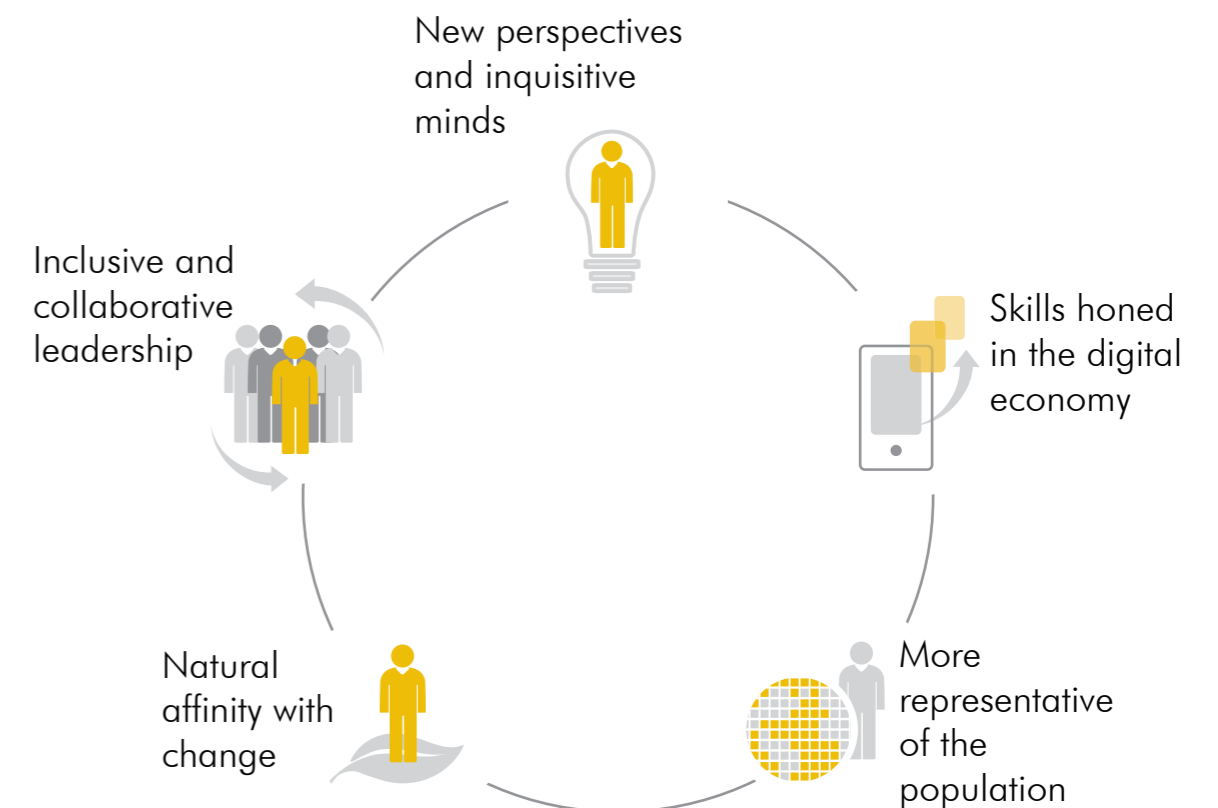 New perspectives
and inquisitive
minds
Inclusive and
collaborative
leadership
Skills honed
in the digital
economy
Natural
affinity with
change
More
representative
of the
population